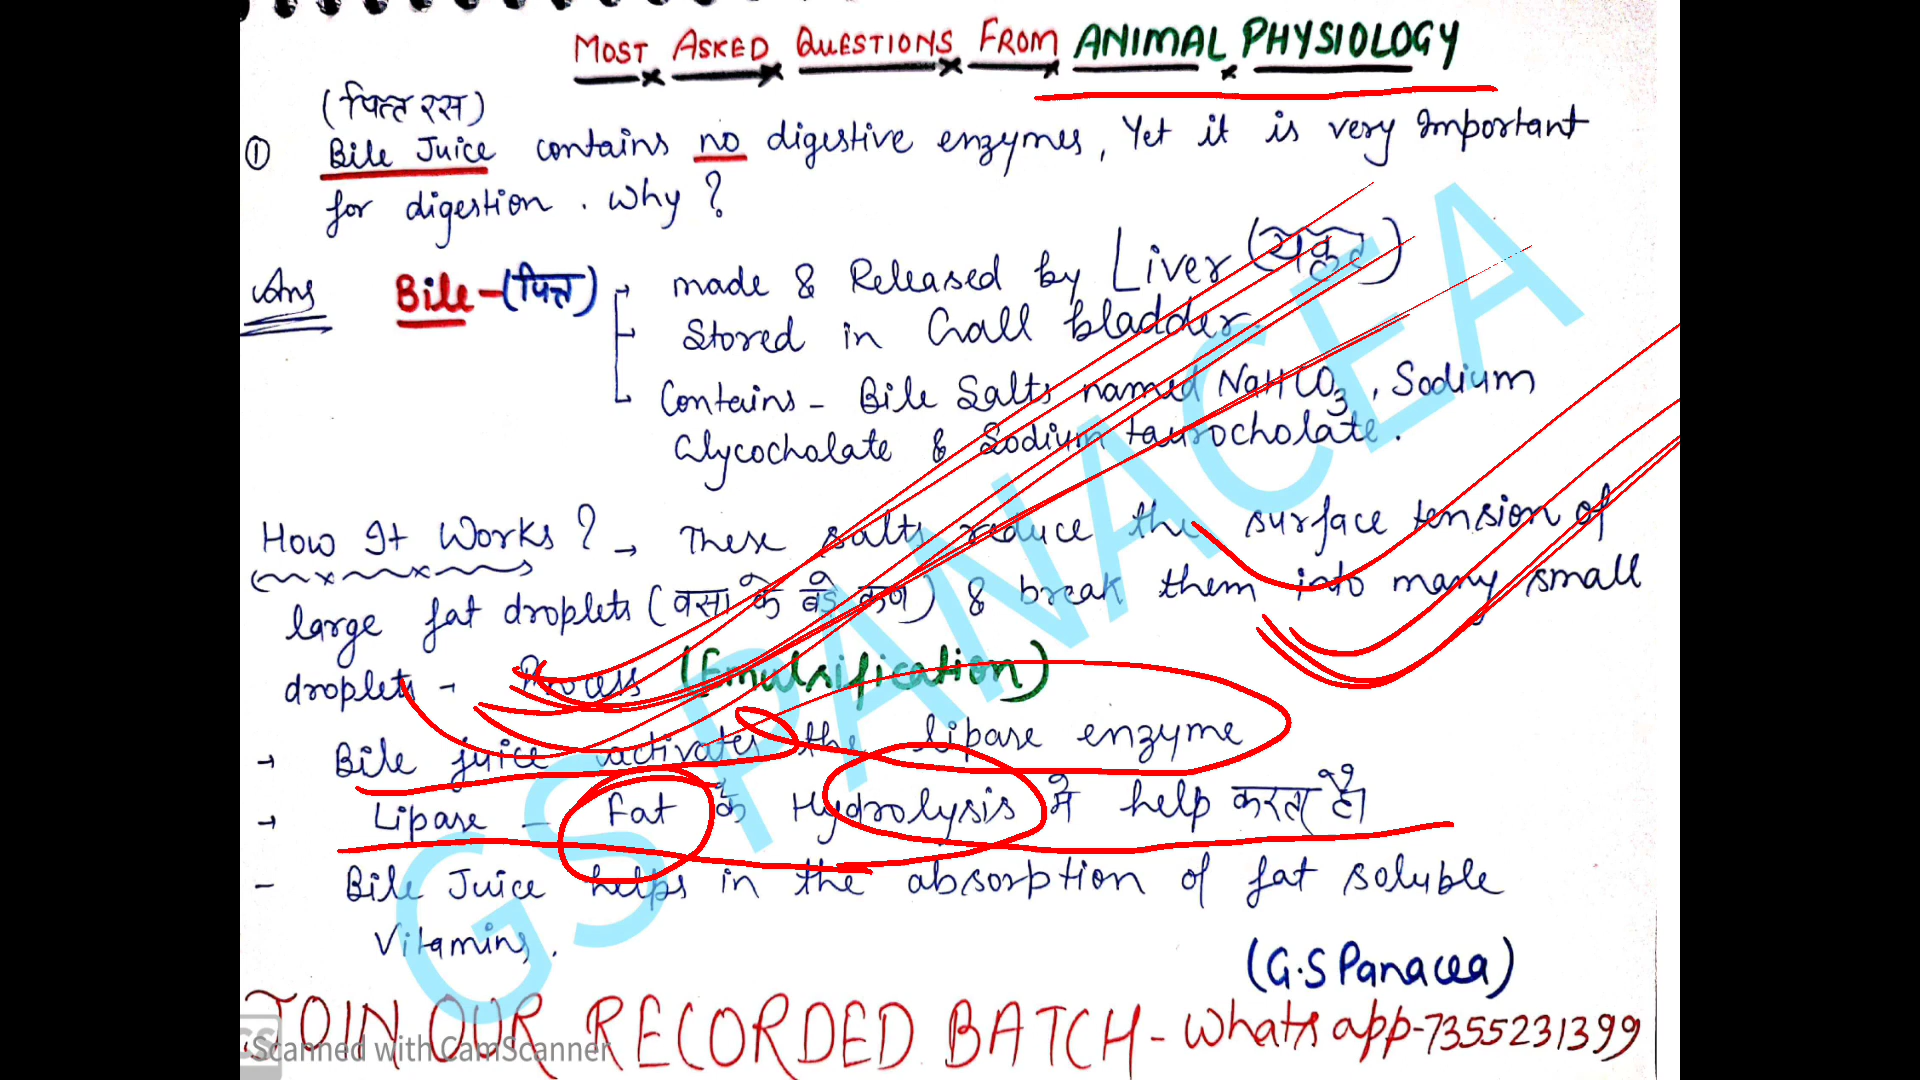 MOST ASKED QUESTIONS FROM ANIMAL PHYSIOLOGY
(पित्त रस)
① Bile Juice contains no digestive enzymes, Yet it is very Important
for digestion. Why?
Ans Bile - (पित्त) → made & Released by Liver (यकृत)
Stored in Gall bladder.
Contains - Bile Salts named NaHCO3, Sodium
Glycocholate & Sodium taurocholate.
How It Works? → These salts reduce the surface tension of
large fat droplets (वसा के बड़े कण) & break them into many small
droplets → Process (Emulsification)
→ Bile juice activates the lipase enzyme
→ Lipase - Fat के Hydrolysis में help करता है।
- Bile Juice helps in the absorption of fat soluble
Vitamins.
(G.S Panacea)
JOIN OUR RECORDED BATCH - Whats app-7355231399
CS Scanned with CamScanner
GS PANACEA